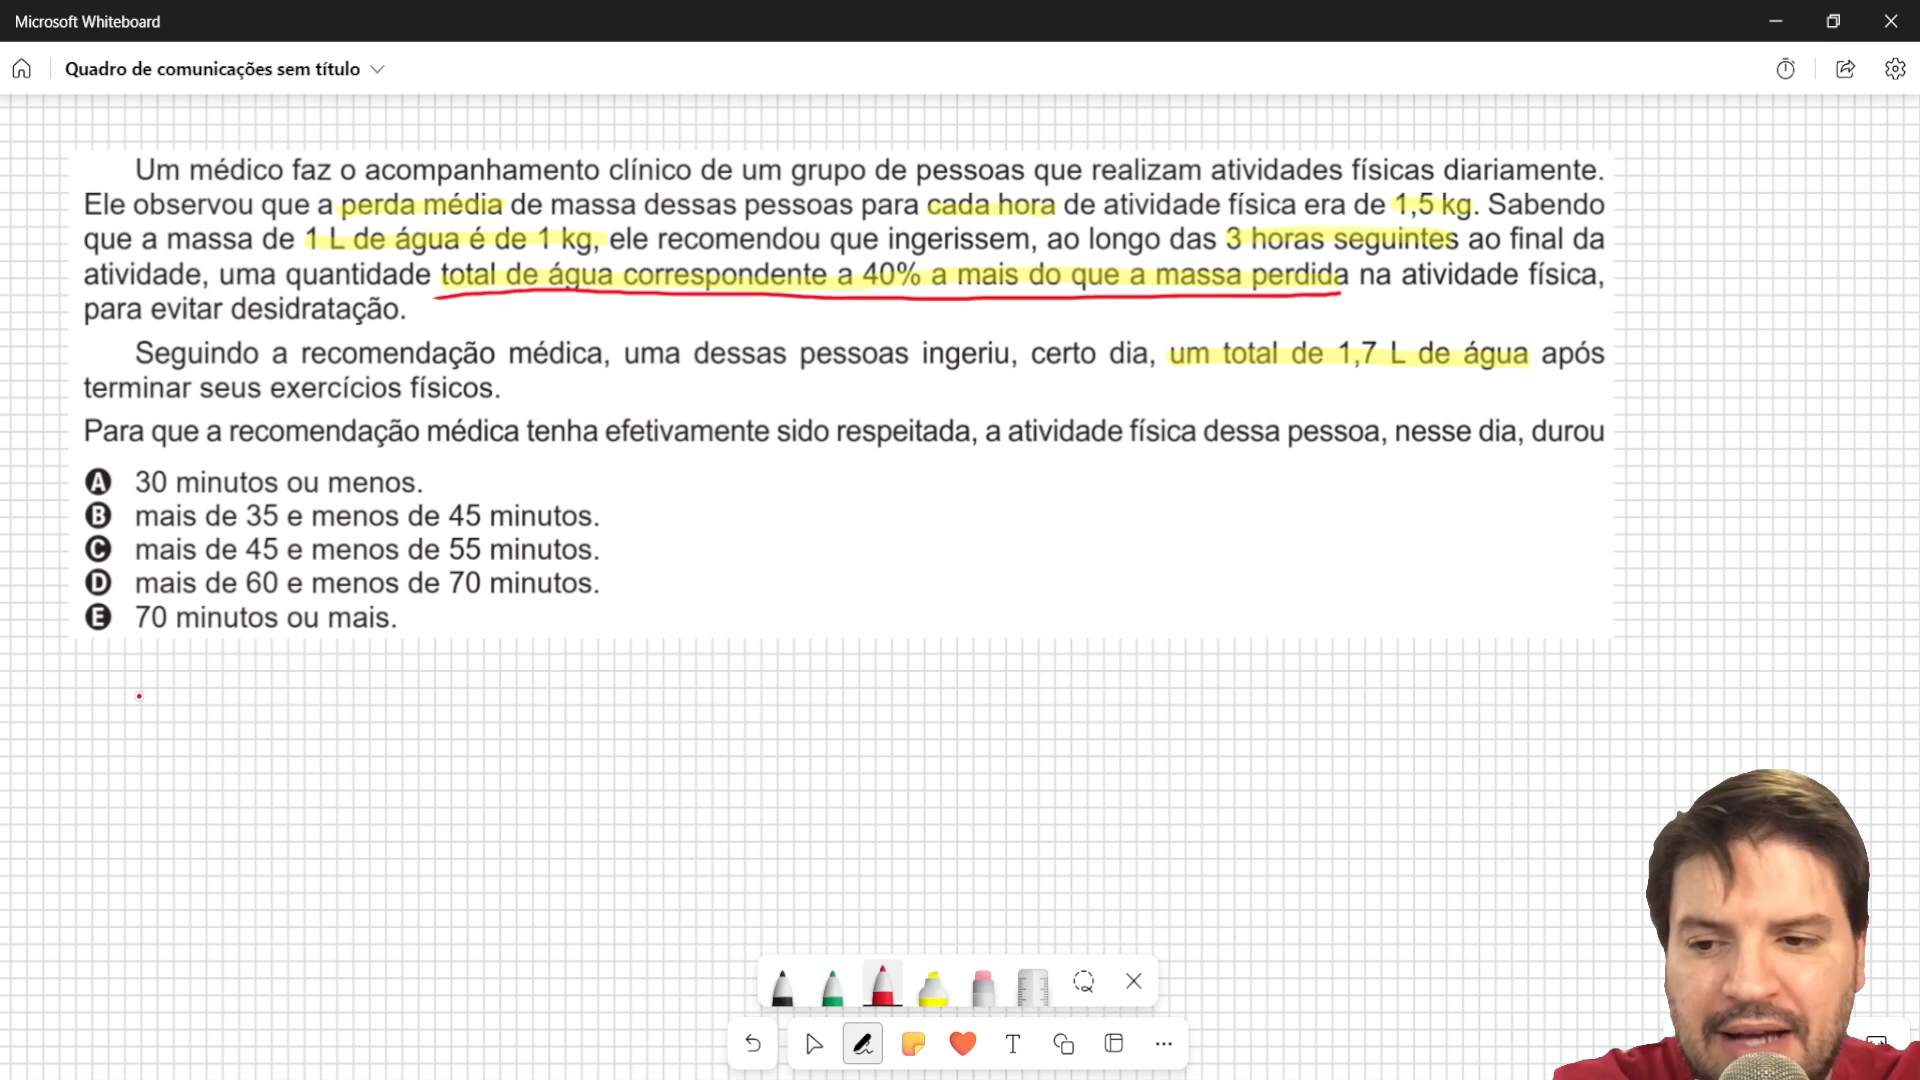 Microsoft Whiteboard
Quadro de comunicações sem título
Um médico faz o acompanhamento clínico de um grupo de pessoas que realizam atividades físicas diariamente.
Ele observou que a perda média de massa dessas pessoas para cada hora de atividade física era de 1,5 kg. Sabendo
que a massa de 1 L de água é de 1 kg, ele recomendou que ingerissem, ao longo das 3 horas seguintes ao final da
atividade, uma quantidade total de água correspondente a 40% a mais do que a massa perdida na atividade física,
para evitar desidratação.
Seguindo a recomendação médica, uma dessas pessoas ingeriu, certo dia, um total de 1,7 L de água após
terminar seus exercícios físicos.
Para que a recomendação médica tenha efetivamente sido respeitada, a atividade física dessa pessoa, nesse dia, durou
A 30 minutos ou menos.
B mais de 35 e menos de 45 minutos.
C mais de 45 e menos de 55 minutos.
D mais de 60 e menos de 70 minutos.
E 70 minutos ou mais.